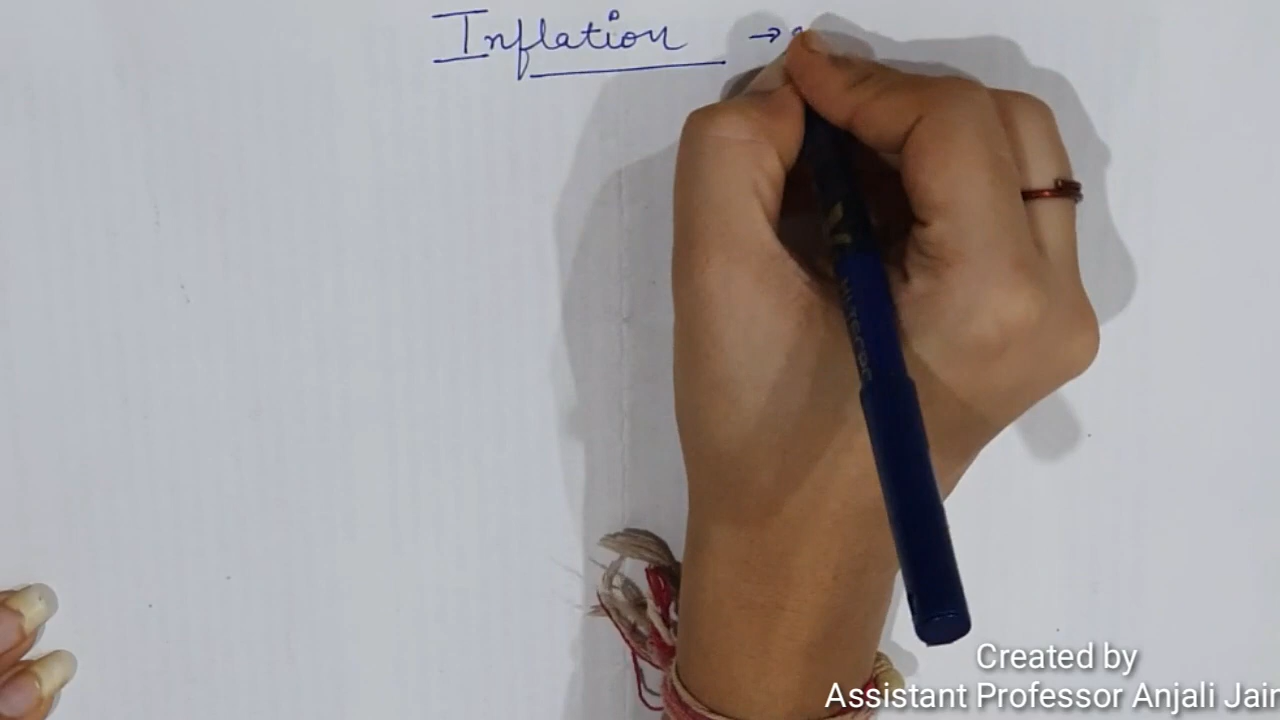 Inflation →
Created by
Assistant Professor Anjali Jain